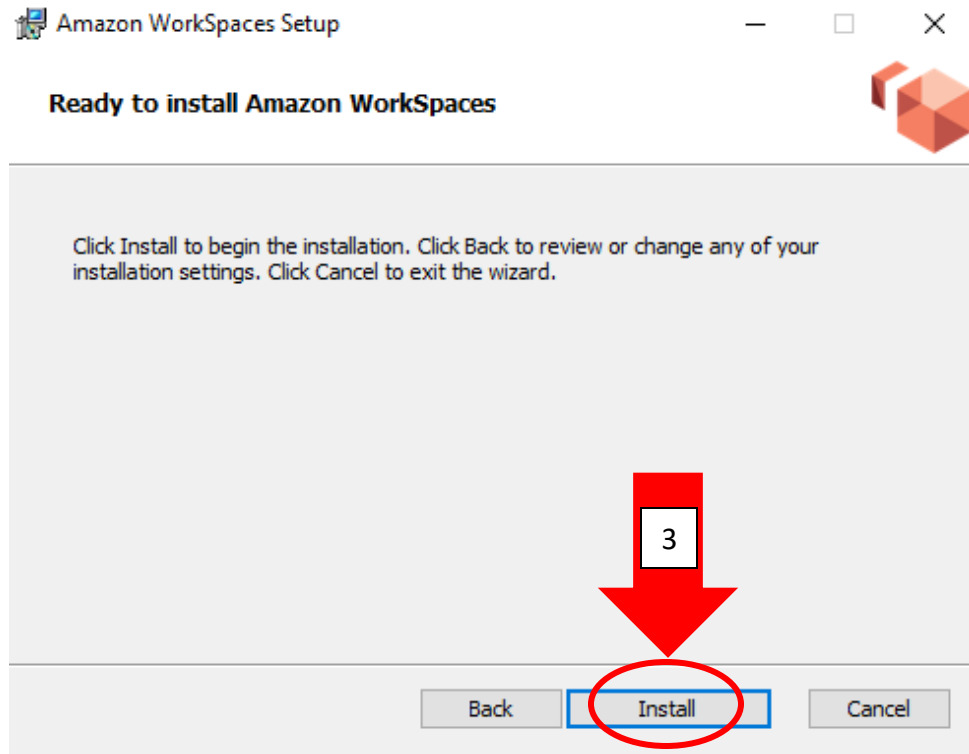 Amazon WorkSpaces Setup
Ready to install Amazon WorkSpaces
Click Install to begin the installation. Click Back to review or change any of your
installation settings. Click Cancel to exit the wizard.
3
Back Install Cancel